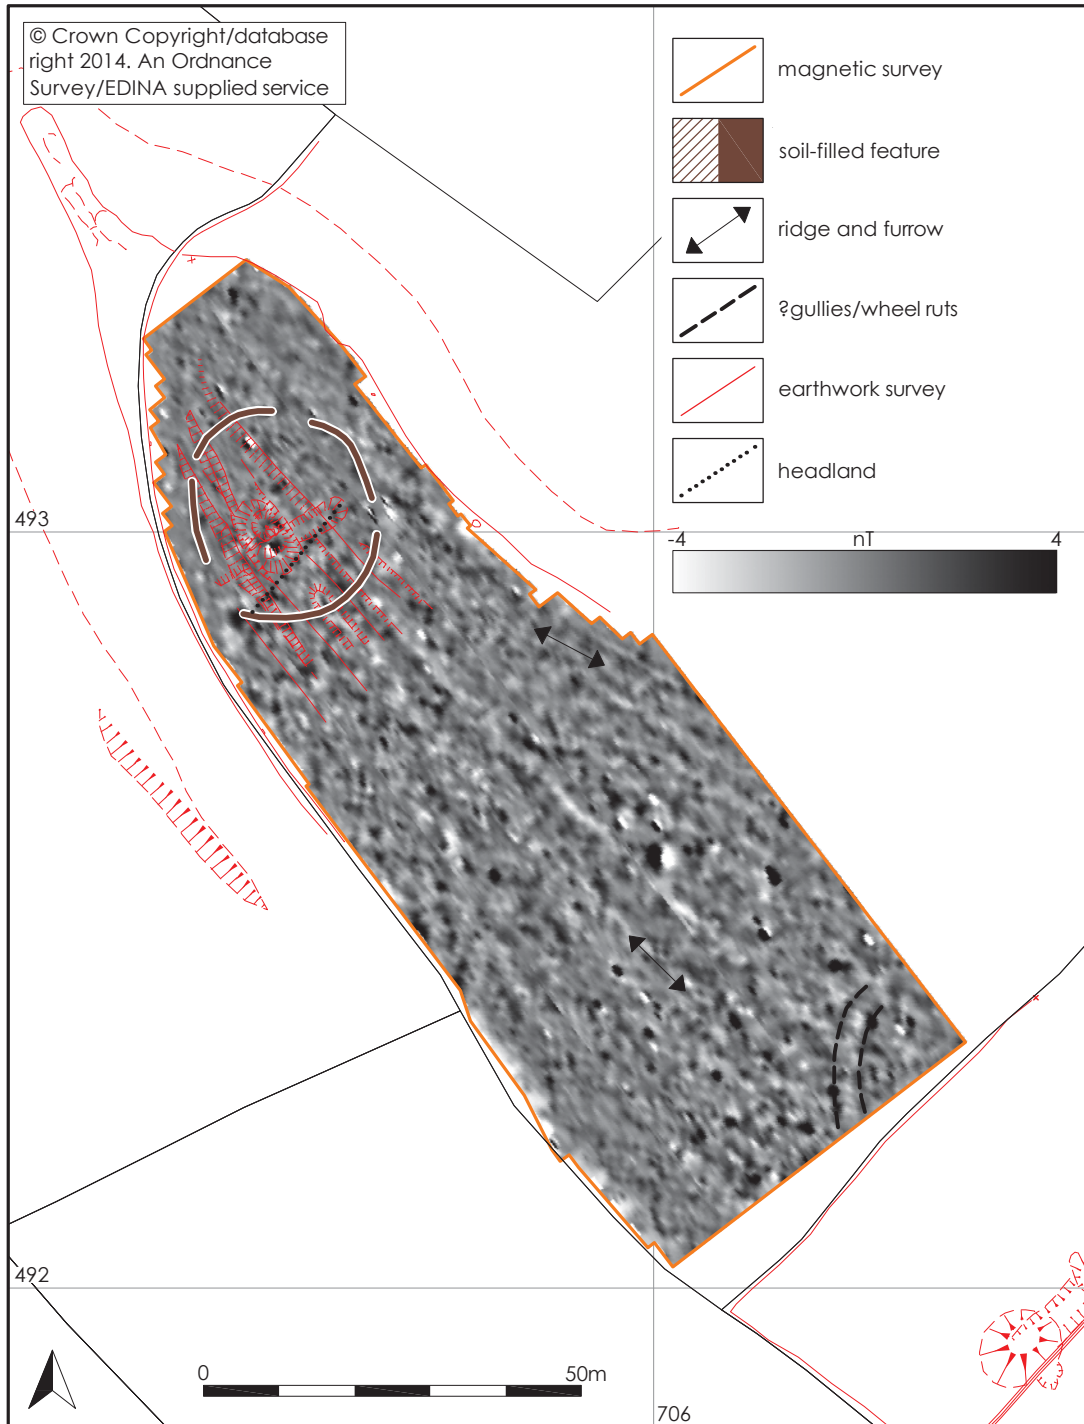 © Crown Copyright/database
right 2014. An Ordnance
Survey/EDINA supplied service
magnetic survey
soil-filled feature
ridge and furrow
?gullies/wheel ruts
earthwork survey
headland
493
-4 nT 4
492
0 50m
706